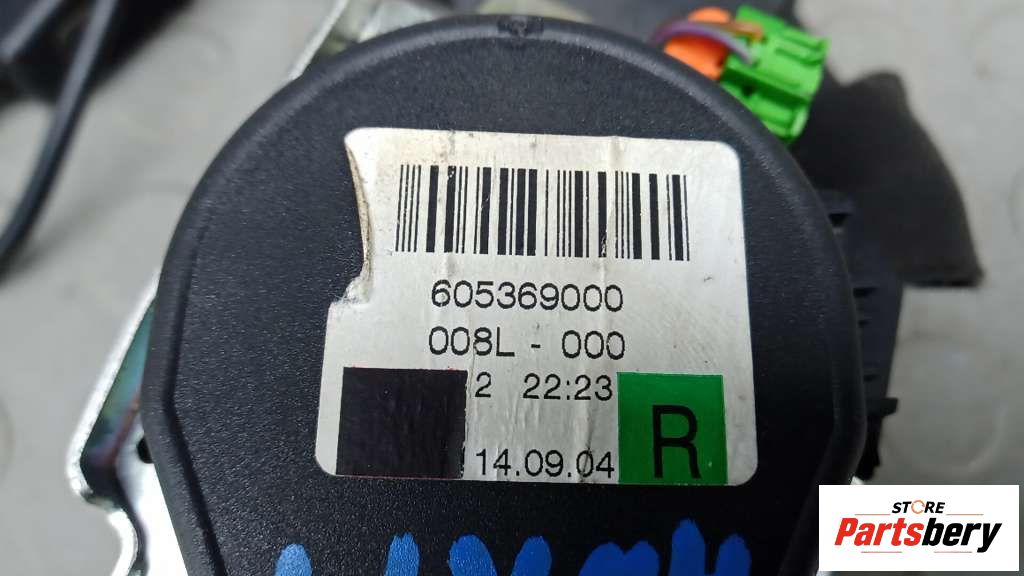 605369000
008L - 000
2 22:23
14.09.04
R
STORE
Partsbery